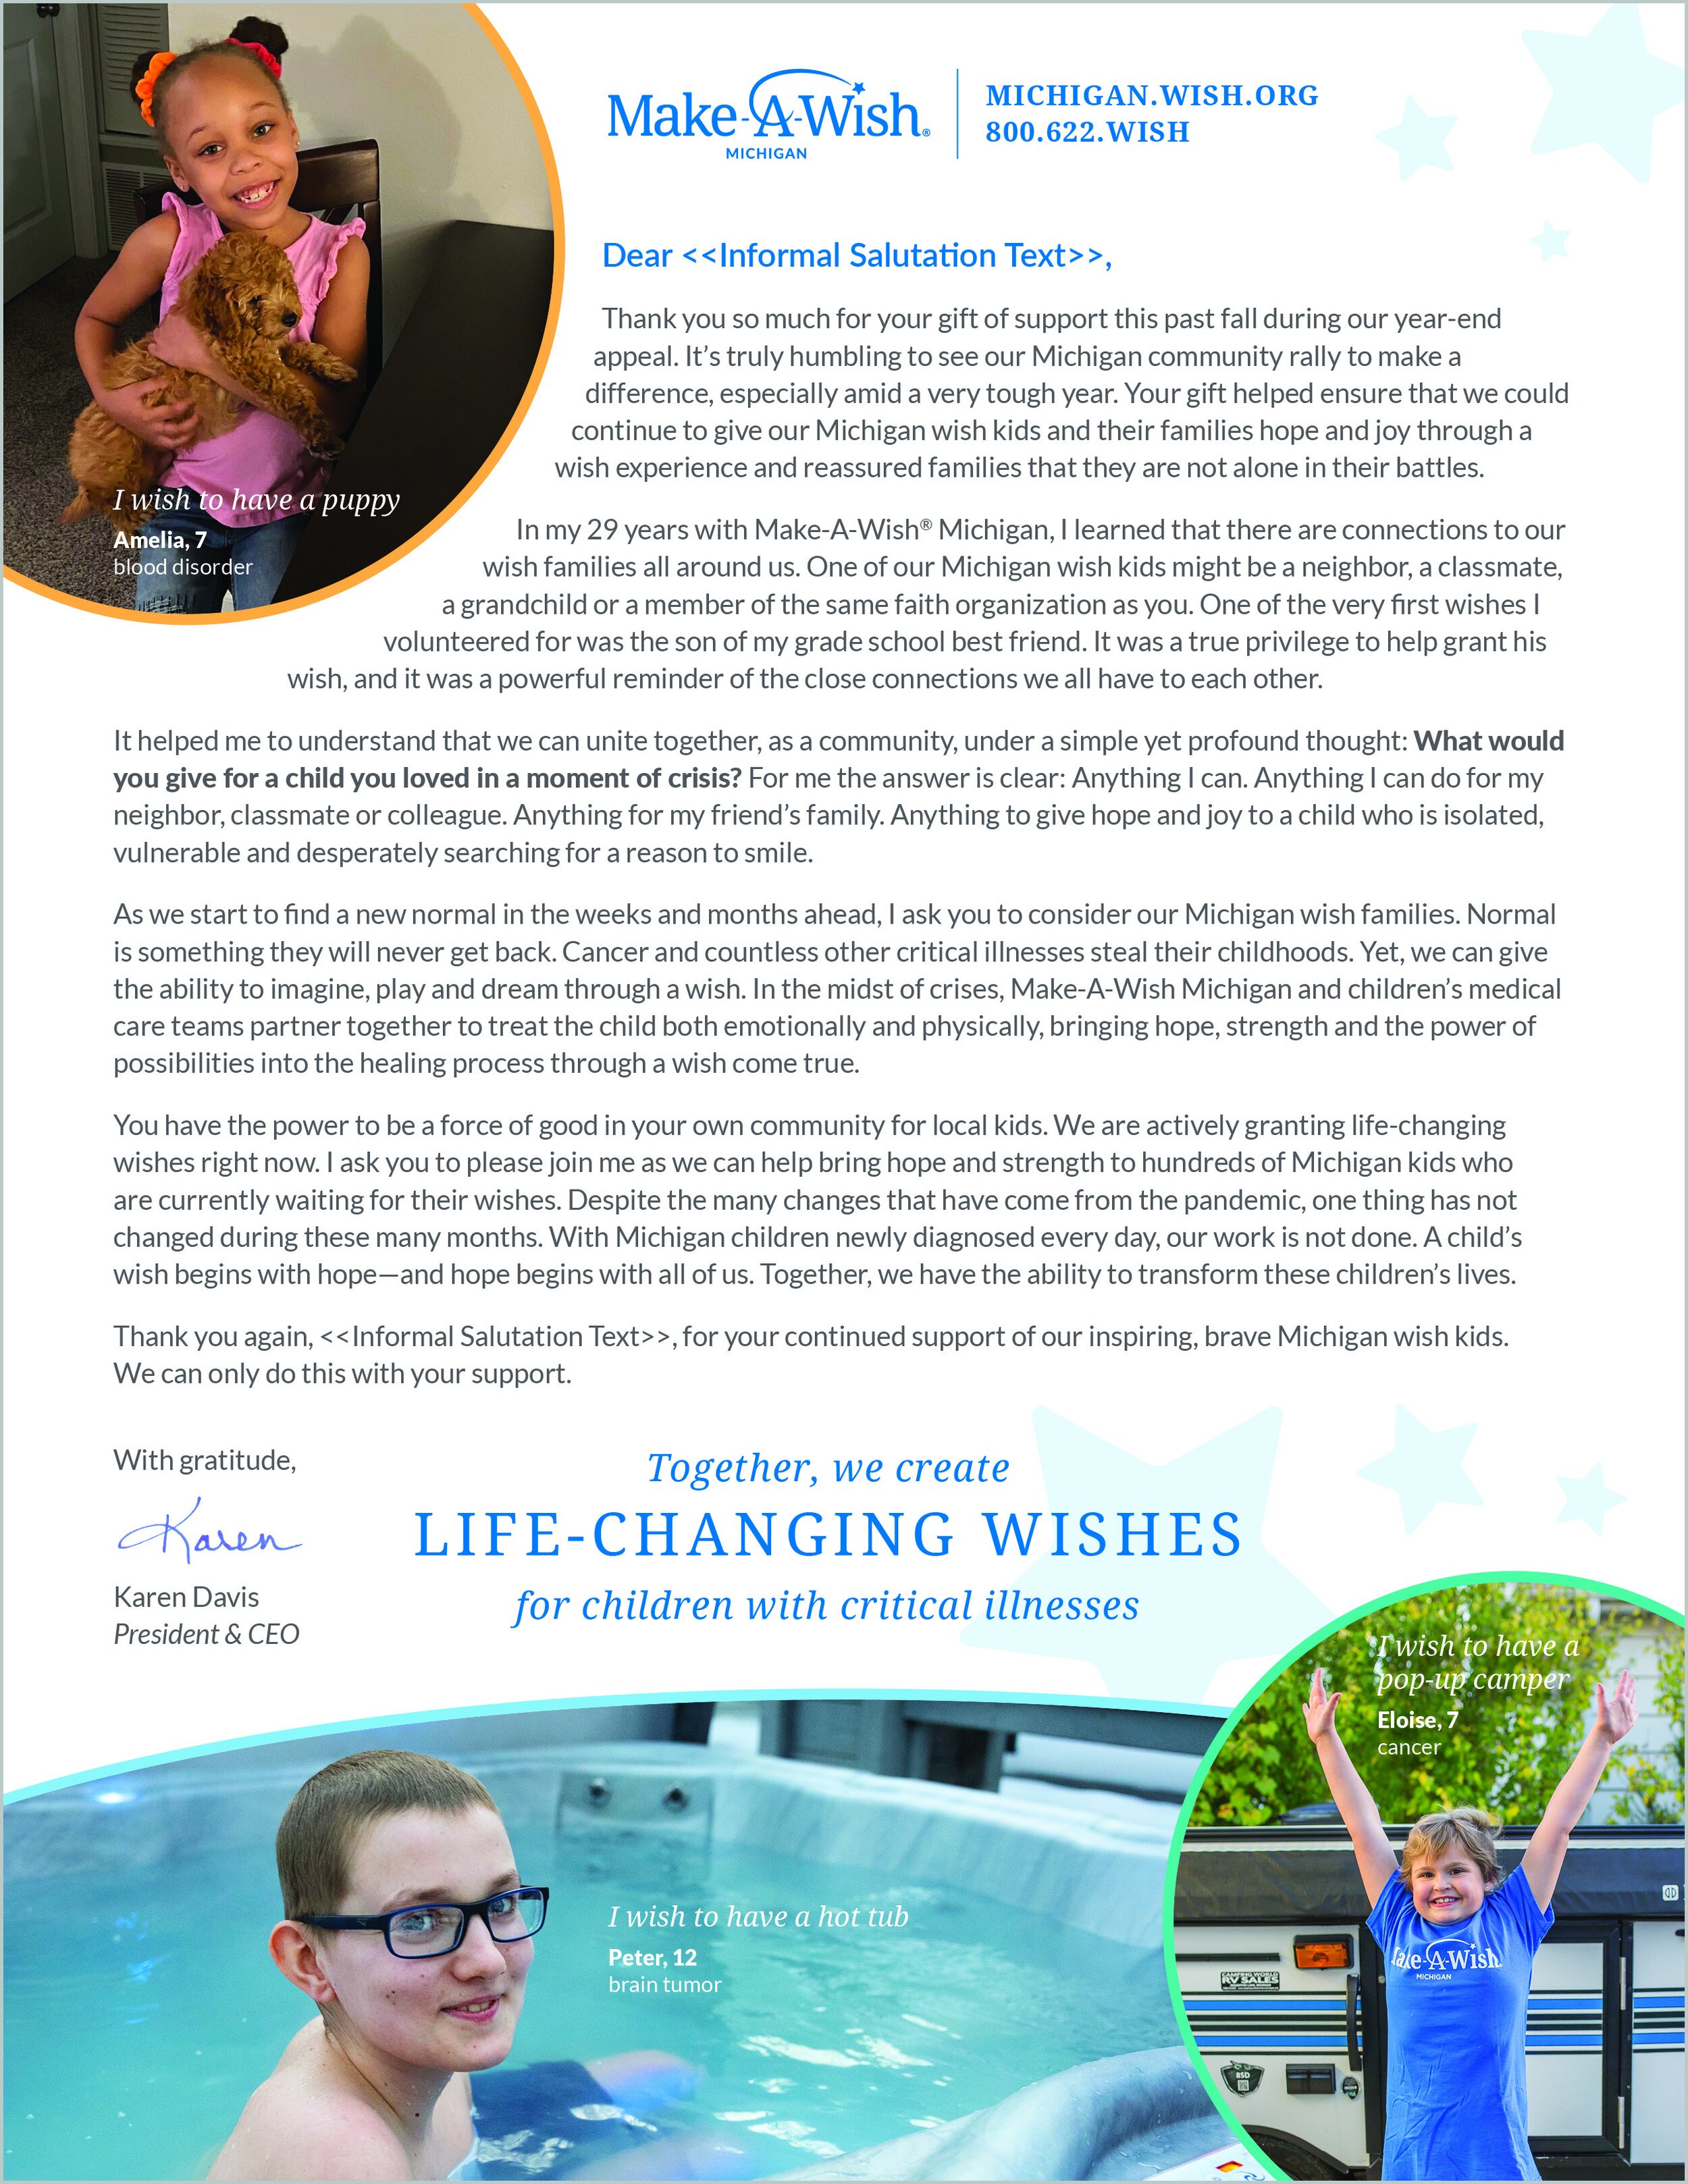 Make-A-Wish®
MICHIGAN
MICHIGAN.WISH.ORG
800.622.WISH
Dear <<Informal Salutation Text>>,
Thank you so much for your gift of support this past fall during our year-end
appeal. It’s truly humbling to see our Michigan community rally to make a
difference, especially amid a very tough year. Your gift helped ensure that we could
continue to give our Michigan wish kids and their families hope and joy through a
wish experience and reassured families that they are not alone in their battles.
I wish to have a puppy
Amelia, 7
blood disorder
In my 29 years with Make-A-Wish® Michigan, I learned that there are connections to our
wish families all around us. One of our Michigan wish kids might be a neighbor, a classmate,
a grandchild or a member of the same faith organization as you. One of the very first wishes I
volunteered for was the son of my grade school best friend. It was a true privilege to help grant his
wish, and it was a powerful reminder of the close connections we all have to each other.
It helped me to understand that we can unite together, as a community, under a simple yet profound thought: What would
you give for a child you loved in a moment of crisis? For me the answer is clear: Anything I can. Anything I can do for my
neighbor, classmate or colleague. Anything for my friend’s family. Anything to give hope and joy to a child who is isolated,
vulnerable and desperately searching for a reason to smile.
As we start to find a new normal in the weeks and months ahead, I ask you to consider our Michigan wish families. Normal
is something they will never get back. Cancer and countless other critical illnesses steal their childhoods. Yet, we can give
the ability to imagine, play and dream through a wish. In the midst of crises, Make-A-Wish Michigan and children’s medical
care teams partner together to treat the child both emotionally and physically, bringing hope, strength and the power of
possibilities into the healing process through a wish come true.
You have the power to be a force of good in your own community for local kids. We are actively granting life-changing
wishes right now. I ask you to please join me as we can help bring hope and strength to hundreds of Michigan kids who
are currently waiting for their wishes. Despite the many changes that have come from the pandemic, one thing has not
changed during these many months. With Michigan children newly diagnosed every day, our work is not done. A child’s
wish begins with hope—and hope begins with all of us. Together, we have the ability to transform these children’s lives.
Thank you again, <<Informal Salutation Text>>, for your continued support of our inspiring, brave Michigan wish kids.
We can only do this with your support.
With gratitude,
Karen
Karen Davis
President & CEO
Together, we create
LIFE-CHANGING WISHES
for children with critical illnesses
I wish to have a
pop-up camper
Eloise, 7
cancer
I wish to have a hot tub
Peter, 12
brain tumor
Make-A-Wish.
MICHIGAN
CAMPING WORLD
RV SALES
BSD